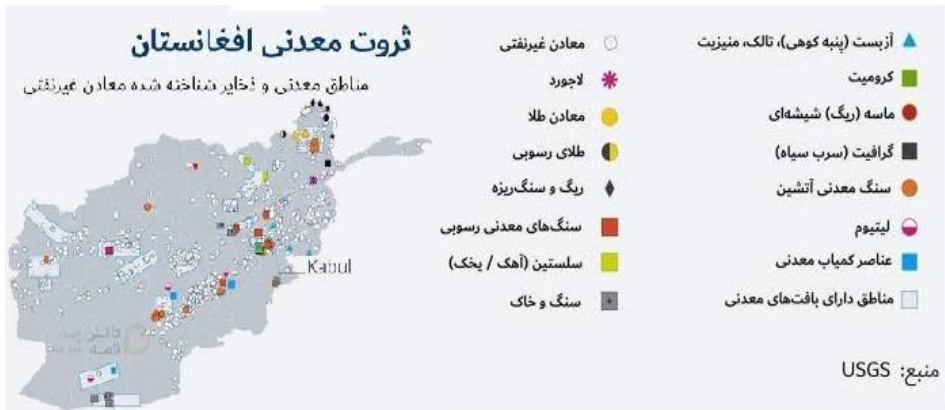 ثروت معدنی افغانستان
مناطق معدنی و ذخایر شناخته شده معادن غیرنفتی
آزبست (پنبه کوهی)، تالک، منیزیت
کرومیت
ماسه (ریگ) شیشه‌ای
گرافیت (سرب سیاه)
سنگ معدنی آتشین
لیتیوم
عناصر کمیاب معدنی
مناطق دارای بافت‌های معدنی
معادن غیرنفتی
لاجورد
معادن طلا
طلای رسوبی
ریگ و سنگ‌ریزه
سنگ‌های معدنی رسوبی
سلستین (آهک / یخک)
سنگ و خاک
Kabul
دانش
نامه
منبع: USGS